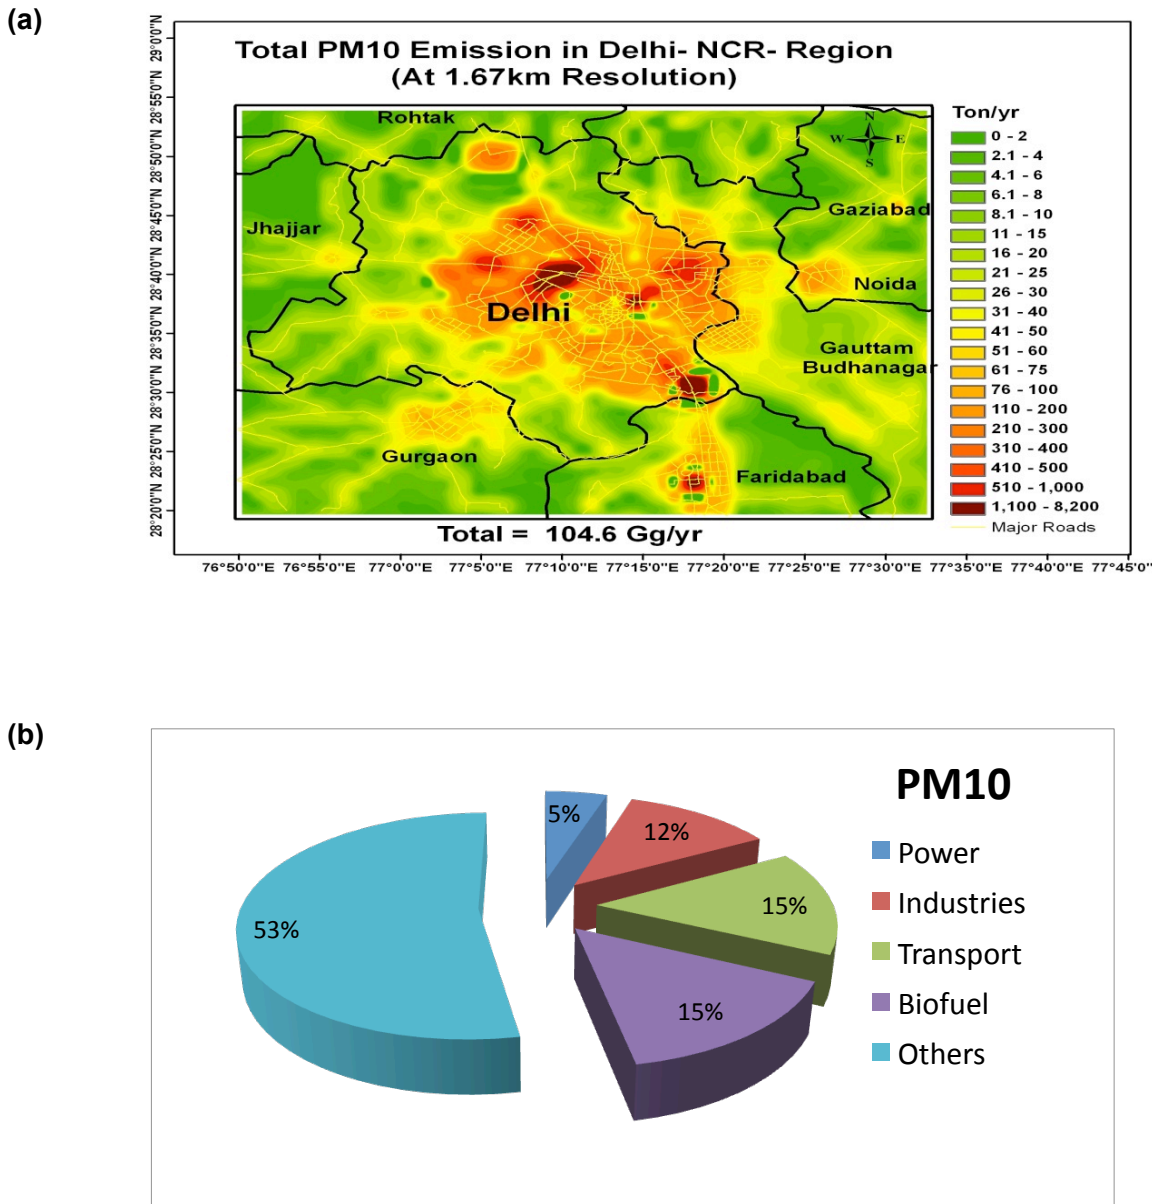 (a)
Total PM10 Emission in Delhi- NCR- Region
(At 1.67km Resolution)
29°0'0"N
28°55'0"N
28°50'0"N
28°45'0"N
28°40'0"N
28°35'0"N
28°30'0"N
28°25'0"N
28°20'0"N
Rohtak
Jhajjar
Delhi
Gurgaon
Gaziabad
Noida
Gauttam
Budhanagar
Faridabad
N
W E
S
Ton/yr
0 - 2
2.1 - 4
4.1 - 6
6.1 - 8
8.1 - 10
11 - 15
16 - 20
21 - 25
26 - 30
31 - 40
41 - 50
51 - 60
61 - 75
76 - 100
110 - 200
210 - 300
310 - 400
410 - 500
510 - 1,000
1,100 - 8,200
Major Roads
Total = 104.6 Gg/yr
76°50'0"E 76°55'0"E 77°0'0"E 77°5'0"E 77°10'0"E 77°15'0"E 77°20'0"E 77°25'0"E 77°30'0"E 77°35'0"E 77°40'0"E 77°45'0"E
(b)
PM10
5%
12%
15%
15%
53%
Power
Industries
Transport
Biofuel
Others